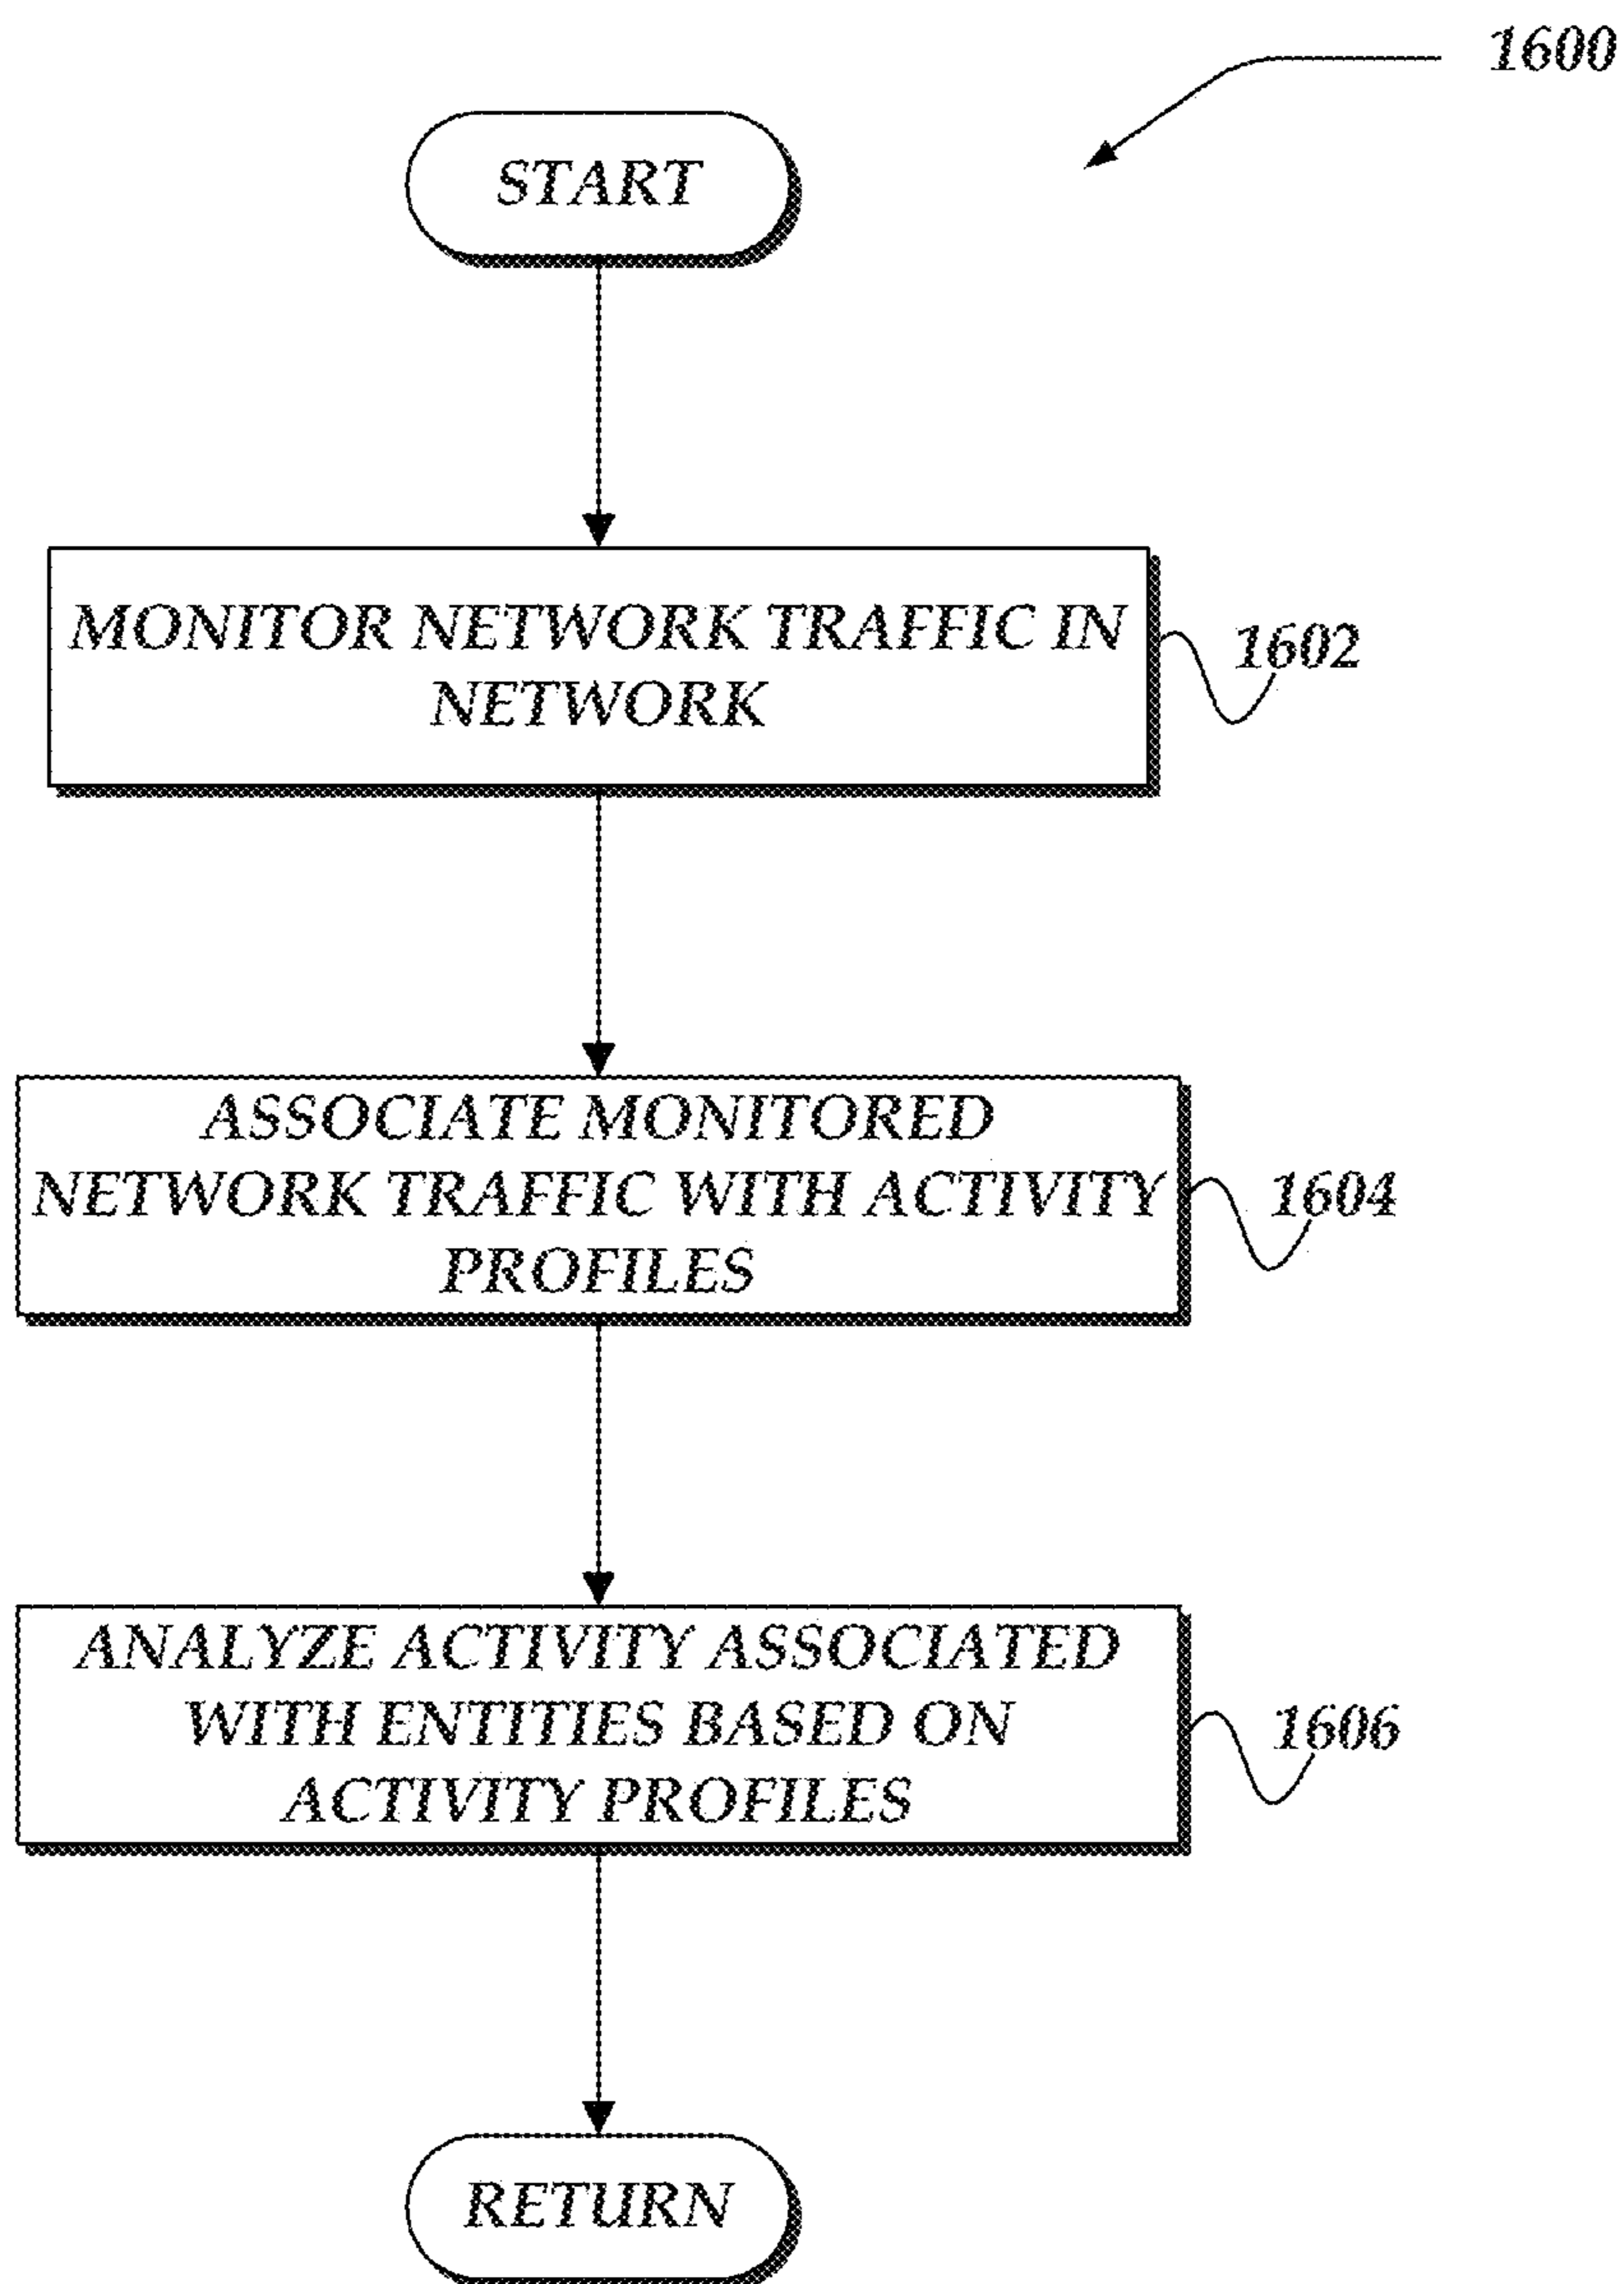 1600
START
MONITOR NETWORK TRAFFIC IN
NETWORK
1602
ASSOCIATE MONITORED
NETWORK TRAFFIC WITH ACTIVITY
PROFILES
1604
ANALYZE ACTIVITY ASSOCIATED
WITH ENTITIES BASED ON
ACTIVITY PROFILES
1606
RETURN